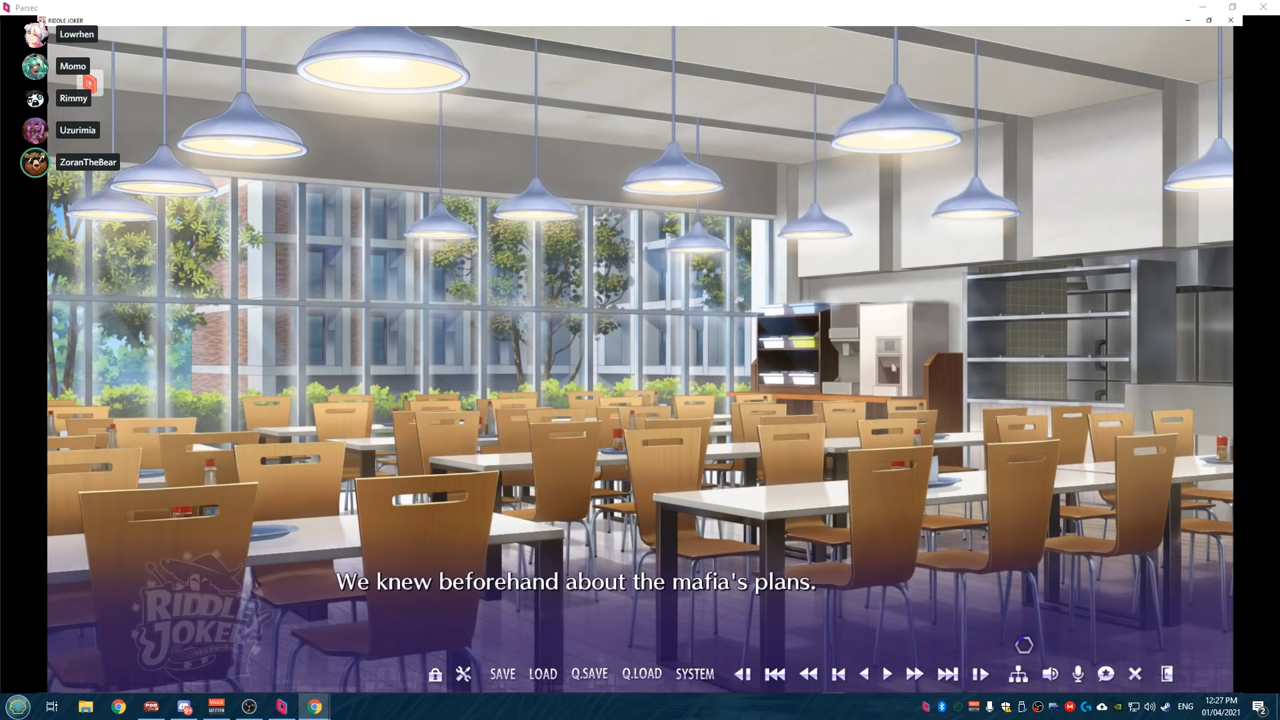 Parsec
RIDDLE JOKER
Lowrhen
Momo
Rimmy
Uzurimia
ZoranTheBear
We knew beforehand about the mafia's plans.
RIDDLE
JOKER
SAVE LOAD Q.SAVE Q.LOAD SYSTEM
ENG
12:27 PM
01/04/2021